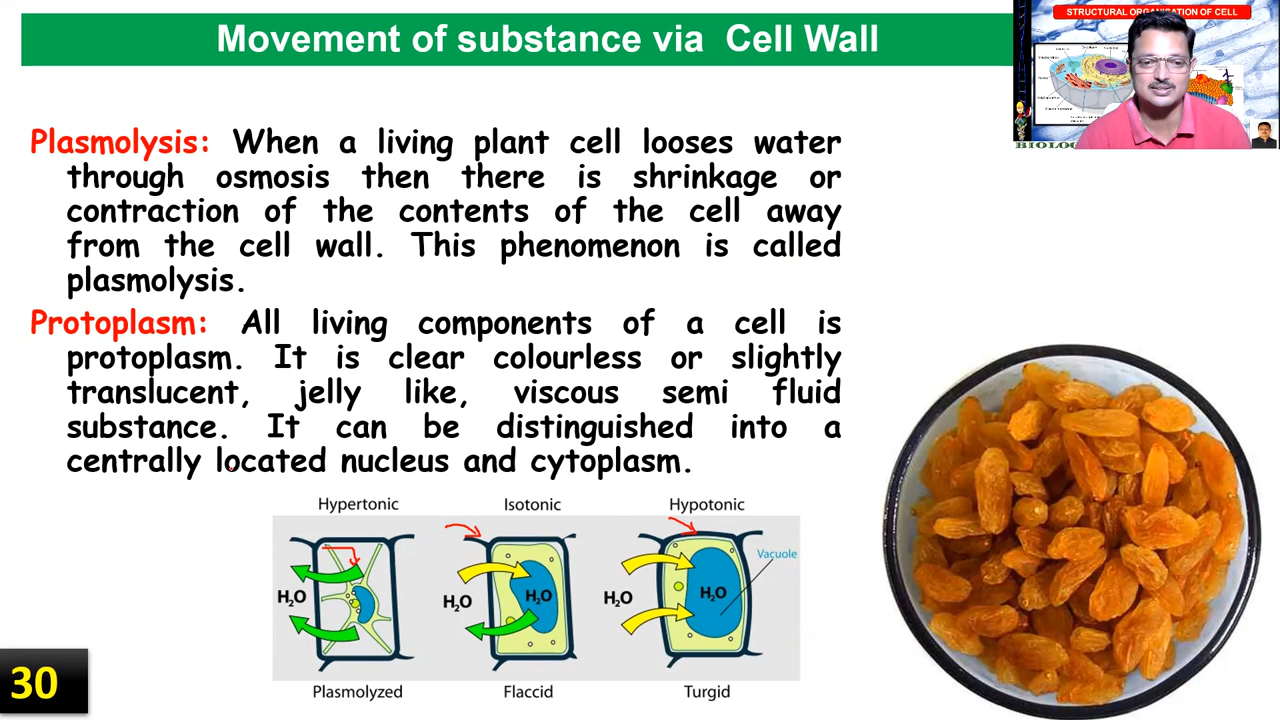 Movement of substance via Cell Wall
STRUCTURAL ORGANISATION OF CELL
Plasmolysis: When a living plant cell looses water
through osmosis then there is shrinkage or
contraction of the contents of the cell away
from the cell wall. This phenomenon is called
plasmolysis.
Protoplasm: All living components of a cell is
protoplasm. It is clear colourless or slightly
translucent, jelly like, viscous semi fluid
substance. It can be distinguished into a
centrally located nucleus and cytoplasm.
Hypertonic Isotonic Hypotonic
Vacuole
H₂O H₂O H₂O H₂O H₂O
Plasmolyzed Flaccid Turgid
30